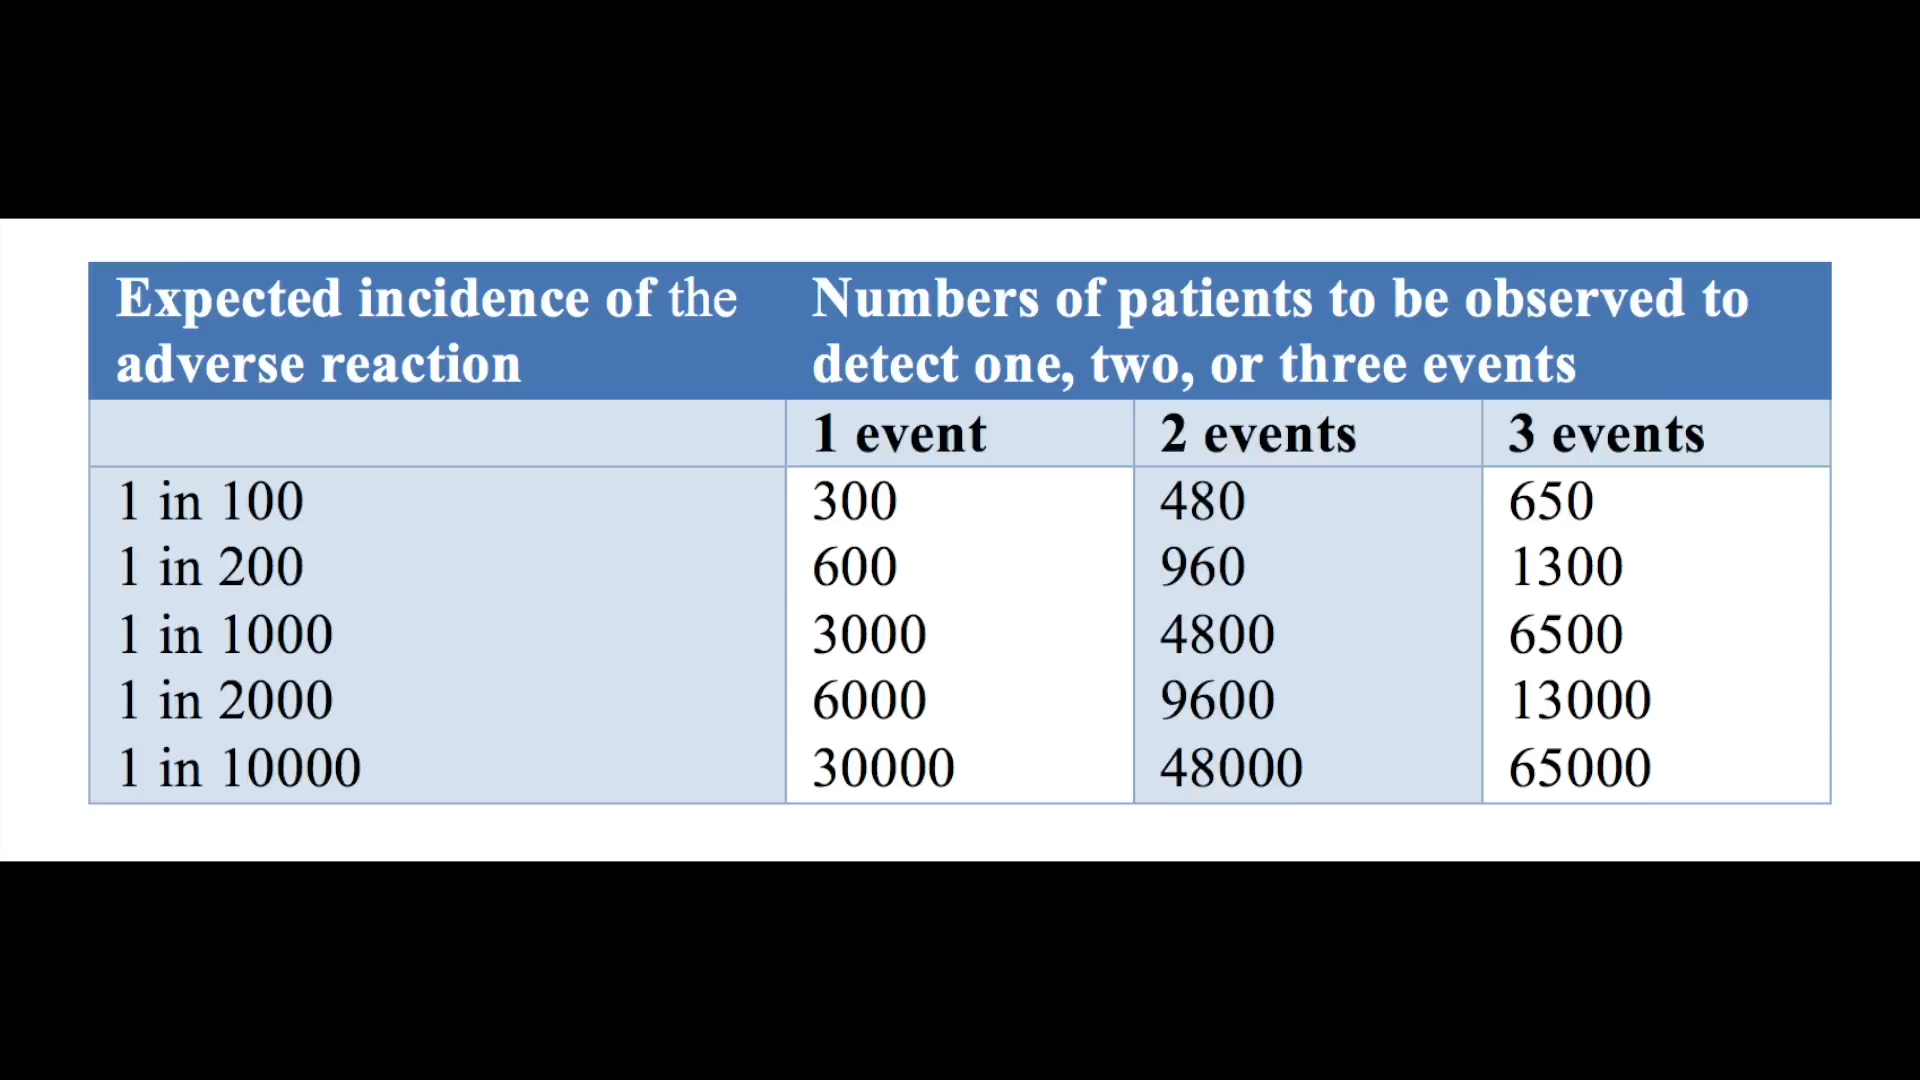 Expected incidence of the adverse reaction
Numbers of patients to be observed to detect one, two, or three events
1 event 2 events 3 events
1 in 100 300 480 650
1 in 200 600 960 1300
1 in 1000 3000 4800 6500
1 in 2000 6000 9600 13000
1 in 10000 30000 48000 65000